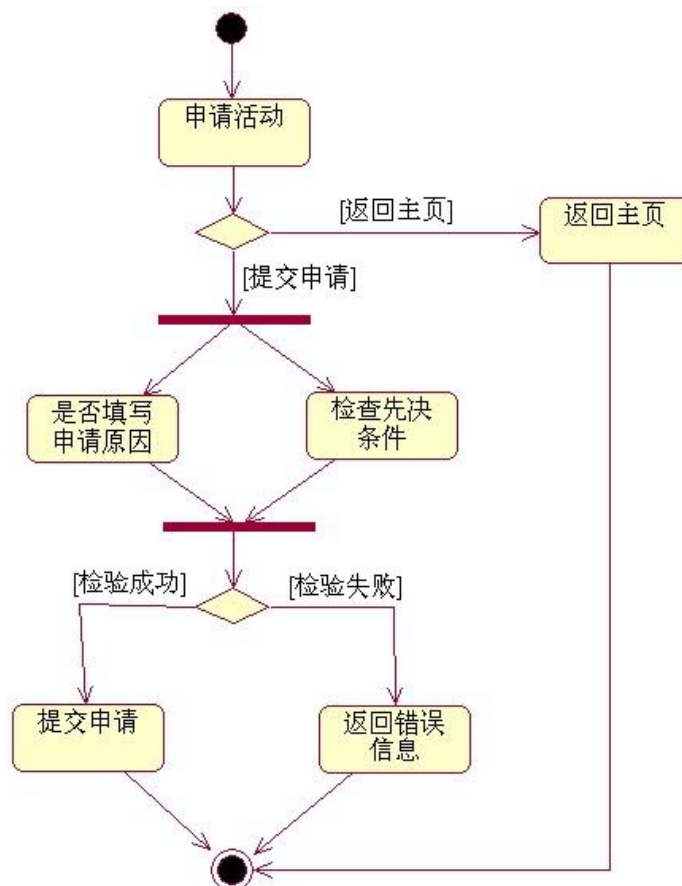 申请活动
[返回主页]
返回主页
[提交申请]
是否填写
申请原因
检查先决
条件
[检验成功]
[检验失败]
提交申请
返回错误
信息